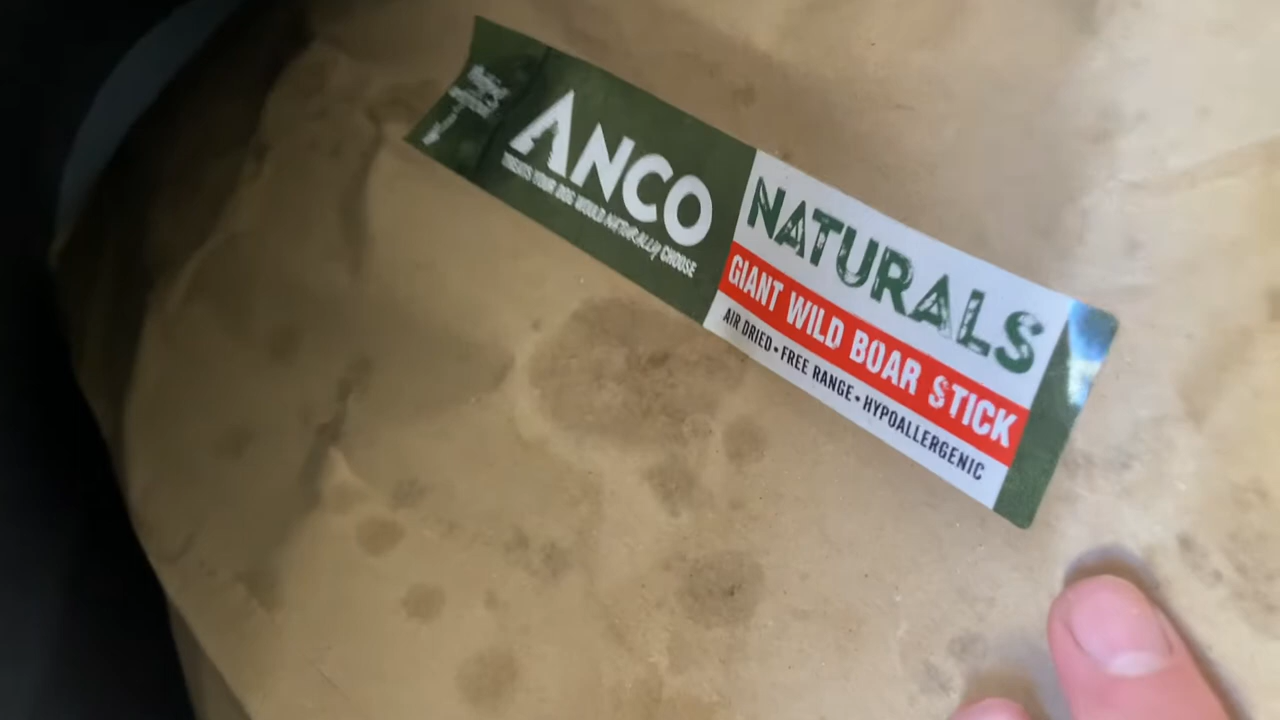 ANCO
TREATS YOUR DOG WOULD NATURALLY CHOOSE
NATURALS
GIANT WILD BOAR STICK
AIR DRIED • FREE RANGE • HYPOALLERGENIC